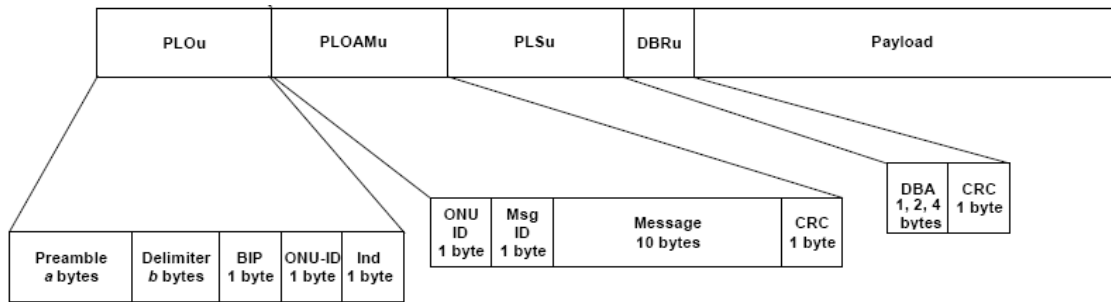 PLOu PLOAMu PLSu DBRu Payload
DBA
1, 2, 4
bytes
CRC
1 byte
ONU
ID
1 byte
Msg
ID
1 byte
Message
10 bytes
CRC
1 byte
Preamble
a bytes
Delimiter
b bytes
BIP
1 byte
ONU-ID
1 byte
Ind
1 byte